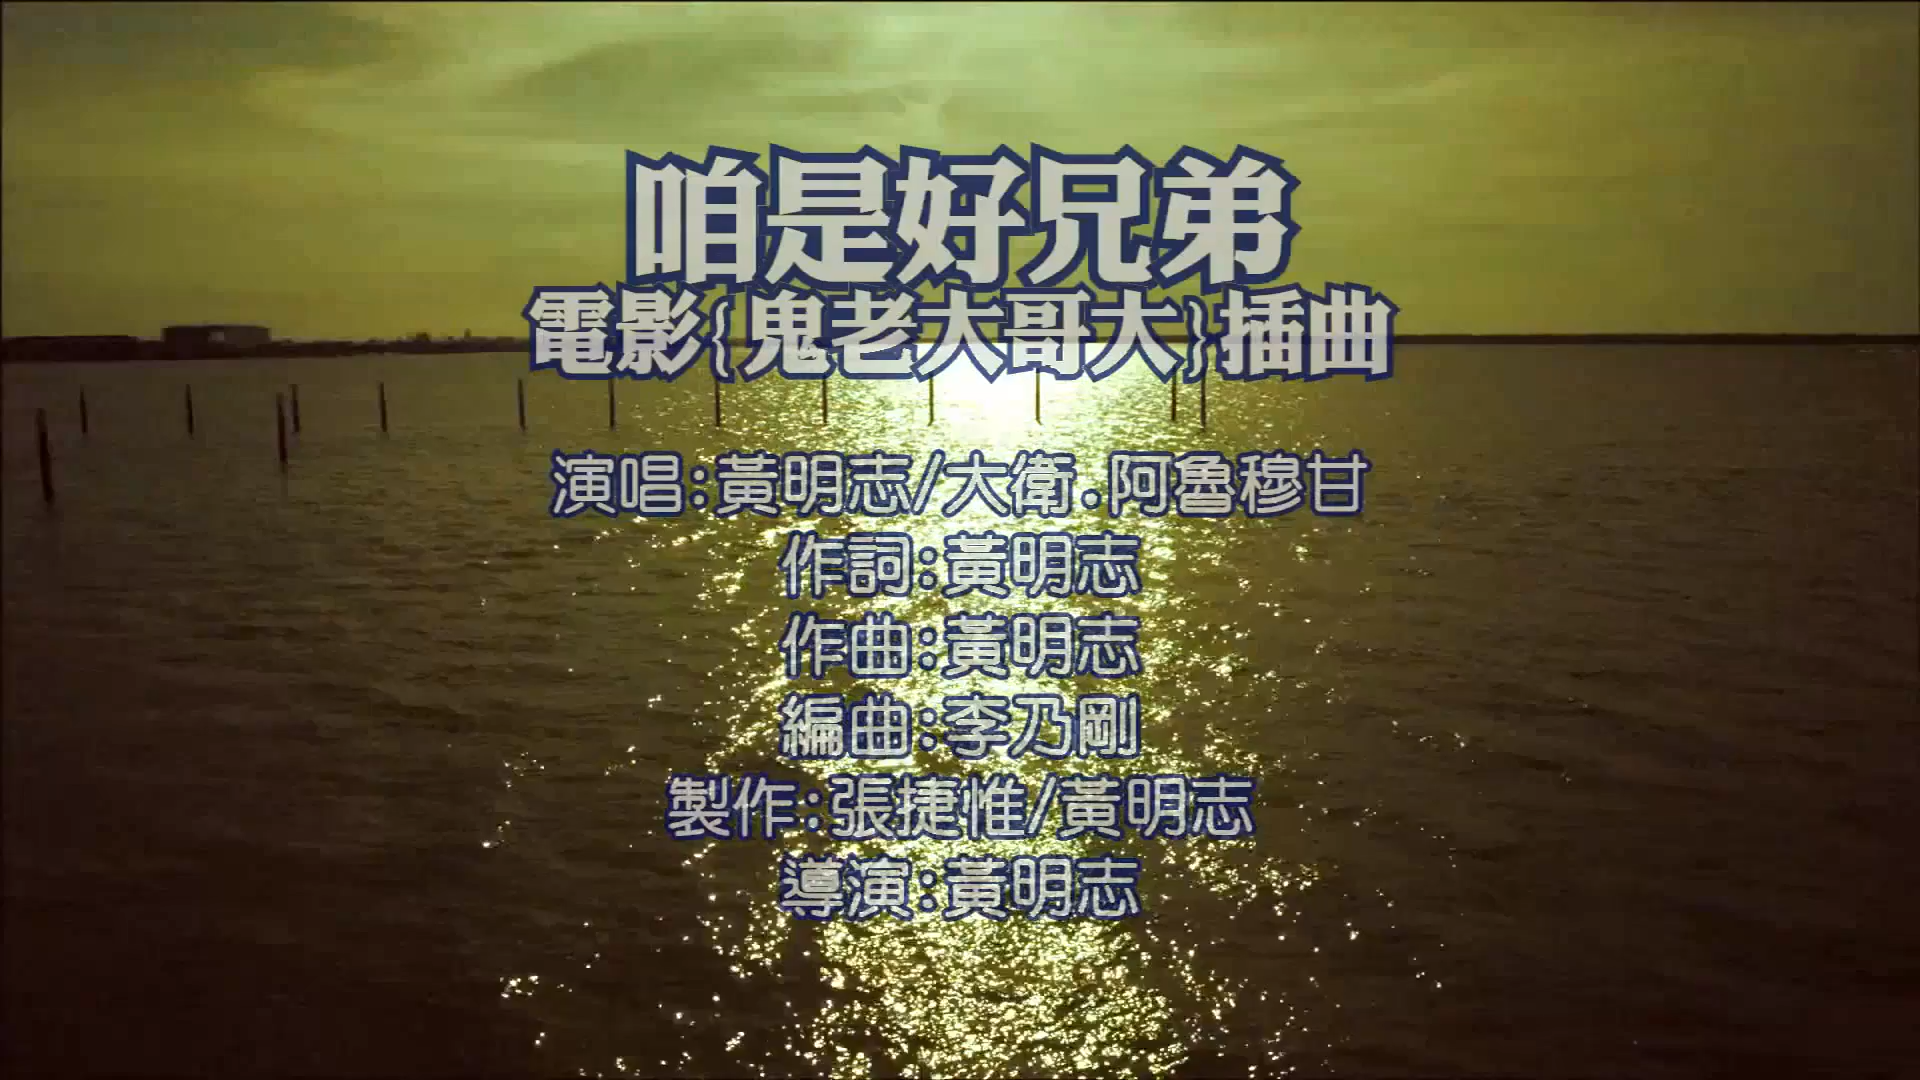 咱是好兄弟
電影{鬼老大哥大}插曲
演唱:黃明志/大衛.阿魯穆甘
作詞:黃明志
作曲:黃明志
編曲:李乃剛
製作:張捷惟/黃明志
導演:黃明志